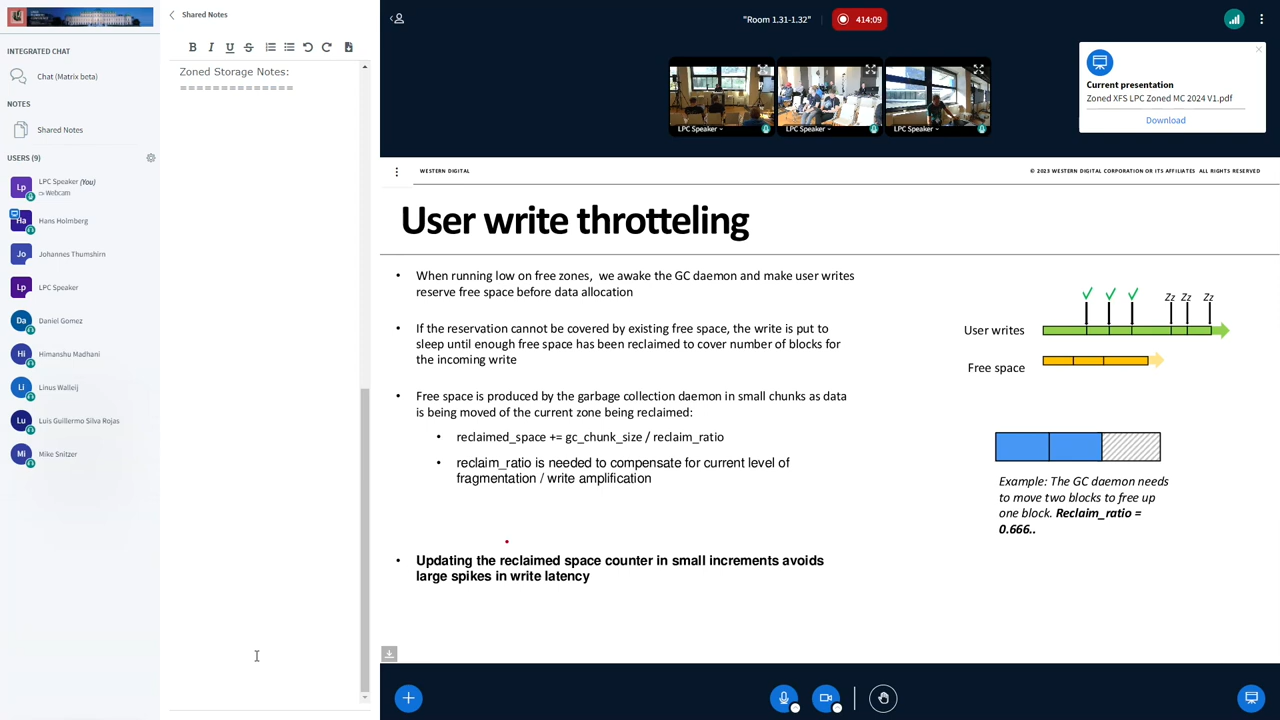 INTEGRATED CHAT
Chat (Matrix beta)
NOTES
Shared Notes
USERS (9)
Lp
LPC Speaker (You)
Webcam
Ha
Hans Holmberg
Jo
Johannes Thumshirn
Lp
LPC Speaker
Da
Daniel Gomez
Hi
Himanshu Madhani
Li
Linus Walleij
Lu
Luis Guillermo Silva Rojas
Mi
Mike Snitzer
Shared Notes
B I U S
Zoned Storage Notes:
==============
"Room 1.31-1.32"
414:09
LPC Speaker
LPC Speaker
LPC Speaker
Current presentation
Zoned XFS LPC Zoned MC 2024 V1.pdf
Download
WESTERN DIGITAL
© 2023 WESTERN DIGITAL CORPORATION OR ITS AFFILIATES ALL RIGHTS RESERVED
User write throtteling
• When running low on free zones, we awake the GC daemon and make user writes
reserve free space before data allocation
• If the reservation cannot be covered by existing free space, the write is put to
sleep until enough free space has been reclaimed to cover number of blocks for
the incoming write
• Free space is produced by the garbage collection daemon in small chunks as data
is being moved of the current zone being reclaimed:
• reclaimed_space += gc_chunk_size / reclaim_ratio
• reclaim_ratio is needed to compensate for current level of
fragmentation / write amplification
• Updating the reclaimed space counter in small increments avoids
large spikes in write latency
✓ ✓ ✓ Zz Zz Zz
User writes
Free space
Example: The GC daemon needs
to move two blocks to free up
one block. Reclaim_ratio =
0.666..